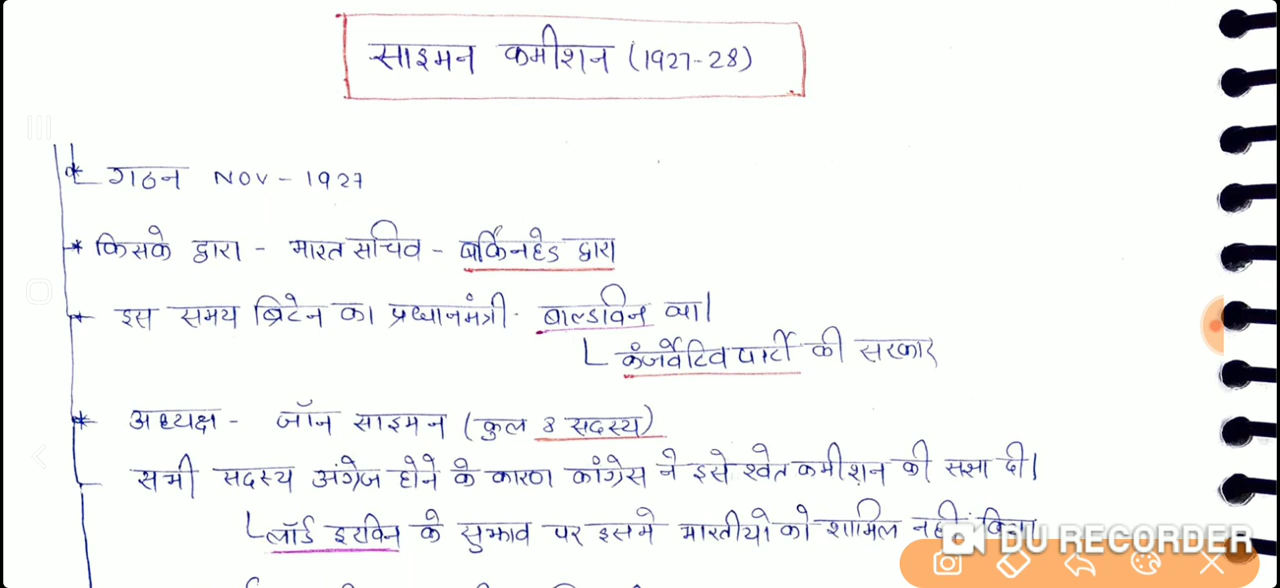 साइमन कमीशन (1927-28)
* गठन NOV - 1927
* किसके द्वारा - भारत सचिव - बर्किनहेड द्वारा
* इस समय ब्रिटेन का प्रधानमंत्री - बाल्डविन था।
└ कंजर्वेटिव पार्टी की सरकार
* अध्यक्ष - जॉन साइमन (कुल 8 सदस्य)
सभी सदस्य अंग्रेज होने के कारण कांग्रेस ने इसे श्वेत कमीशन की संज्ञा दी।
└ लॉर्ड इरविन के सुझाव पर इसमे भारतीयो को शामिल नही किया
DU RECORDER